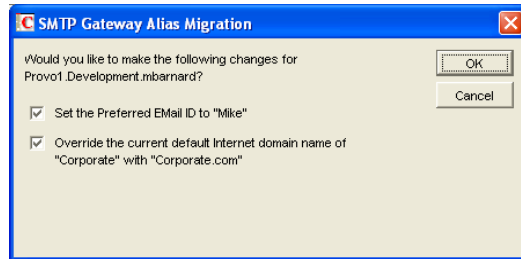 SMTP Gateway Alias Migration
Would you like to make the following changes for
Provo1.Development.mbarnard?
OK
Cancel
Set the Preferred EMail ID to "Mike"
Override the current default Internet domain name of
"Corporate" with "Corporate.com"